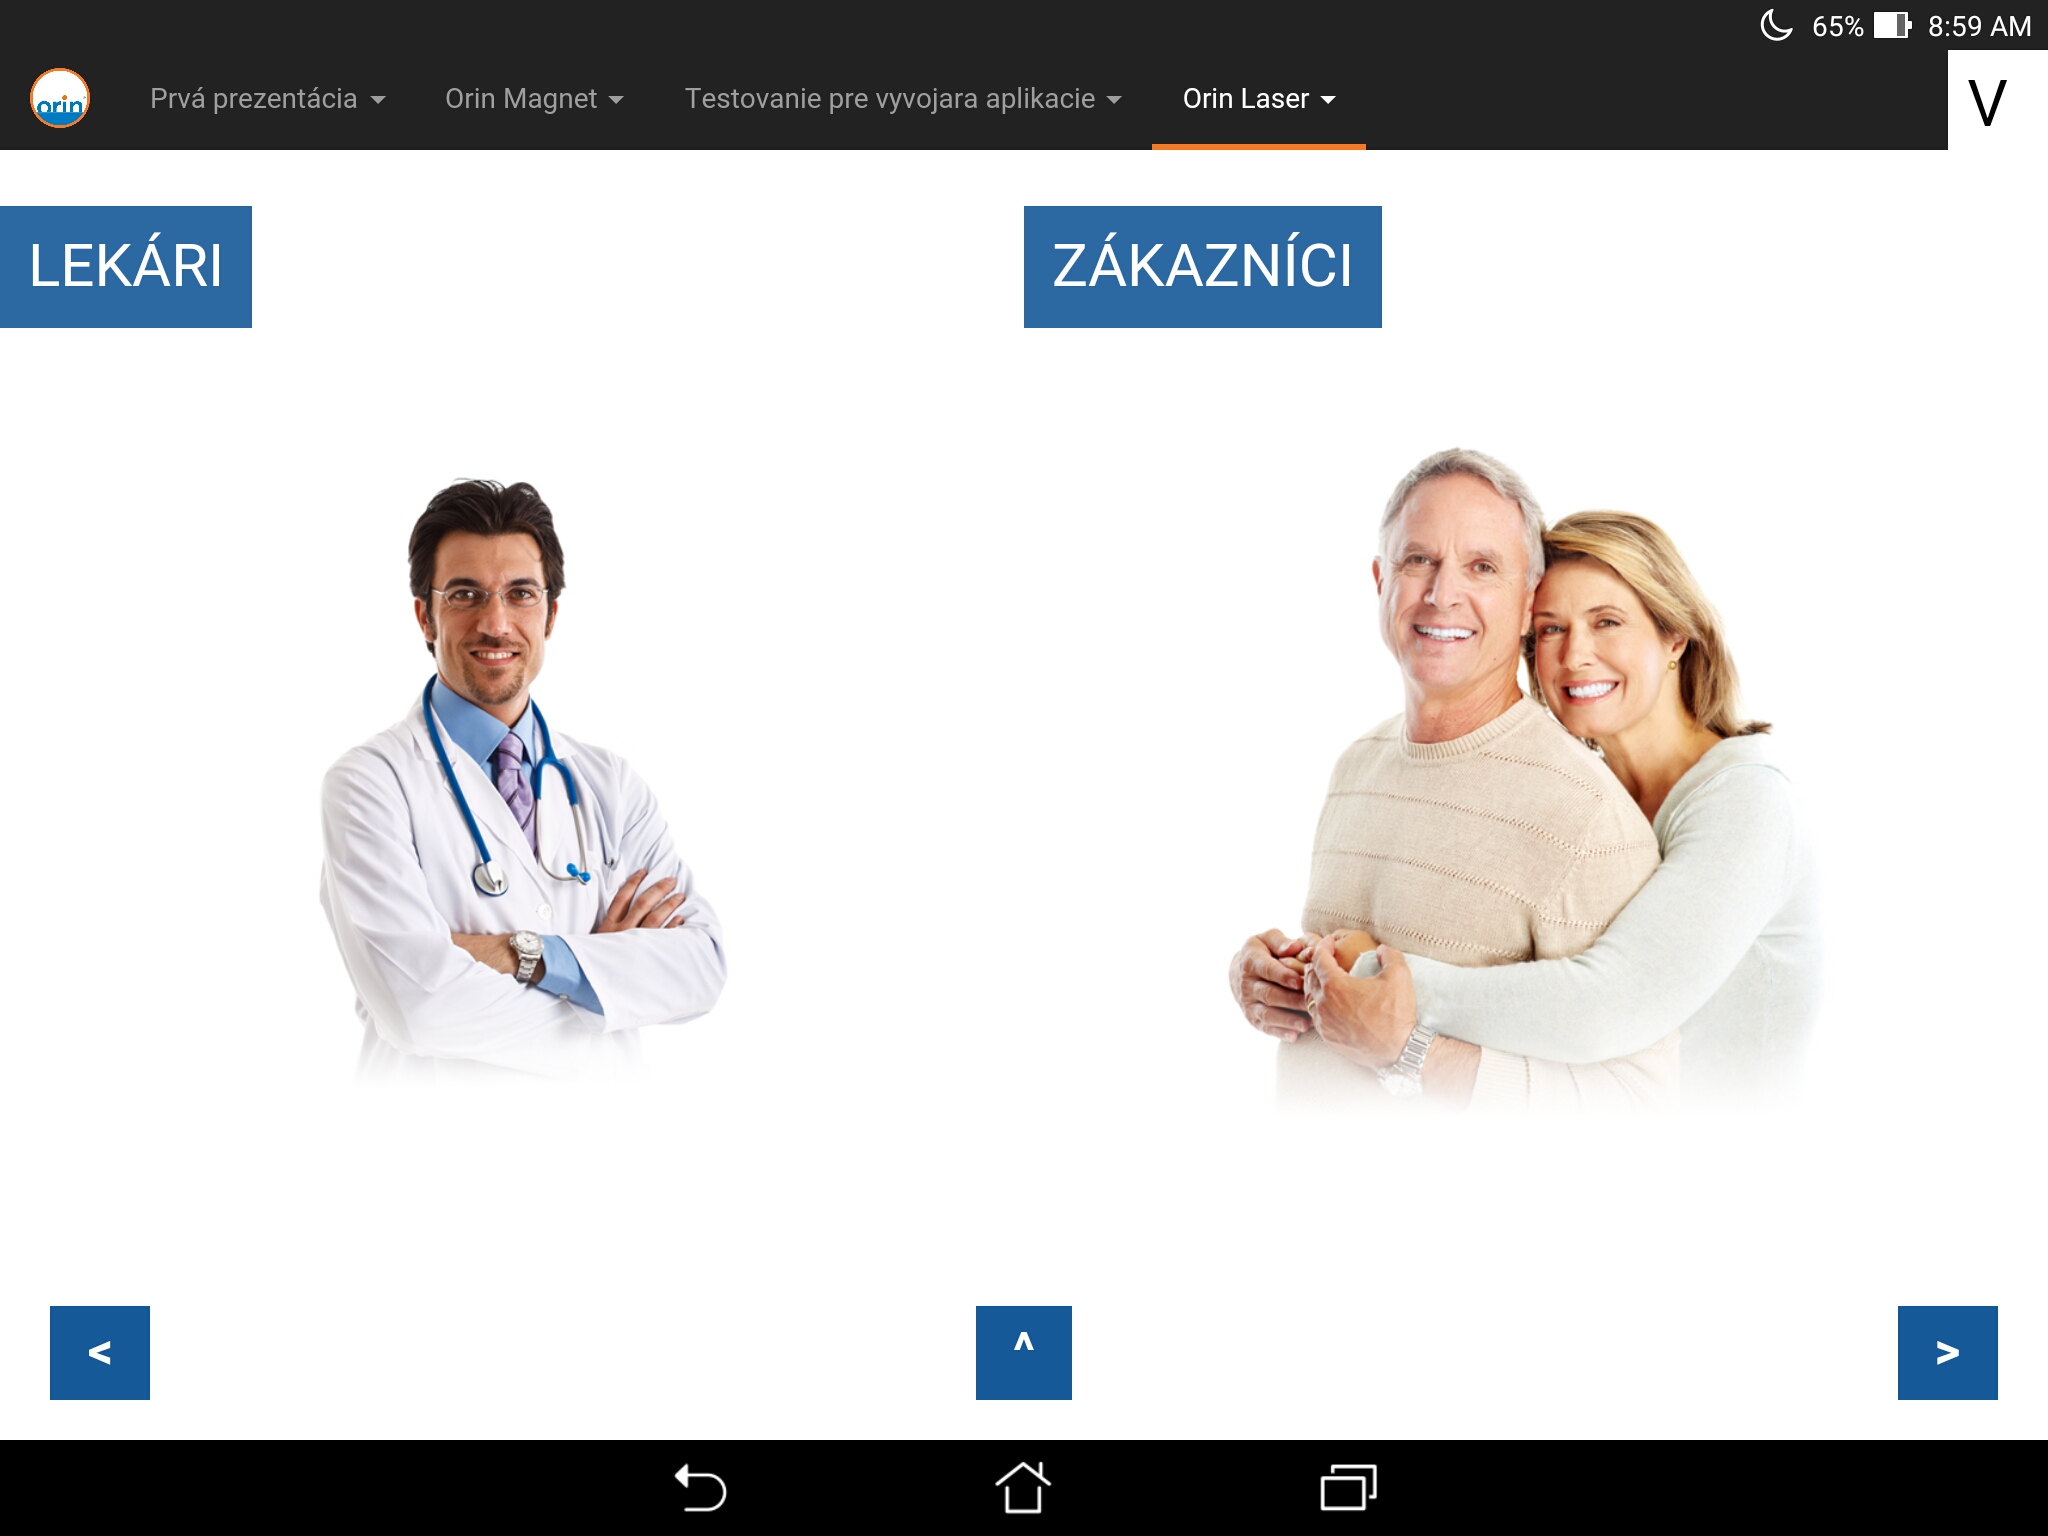 65% 8:59 AM
orin Prvá prezentácia Orin Magnet Testovanie pre vyvojara aplikacie Orin Laser V
LEKÁRI ZÁKAZNÍCI
< ^ >